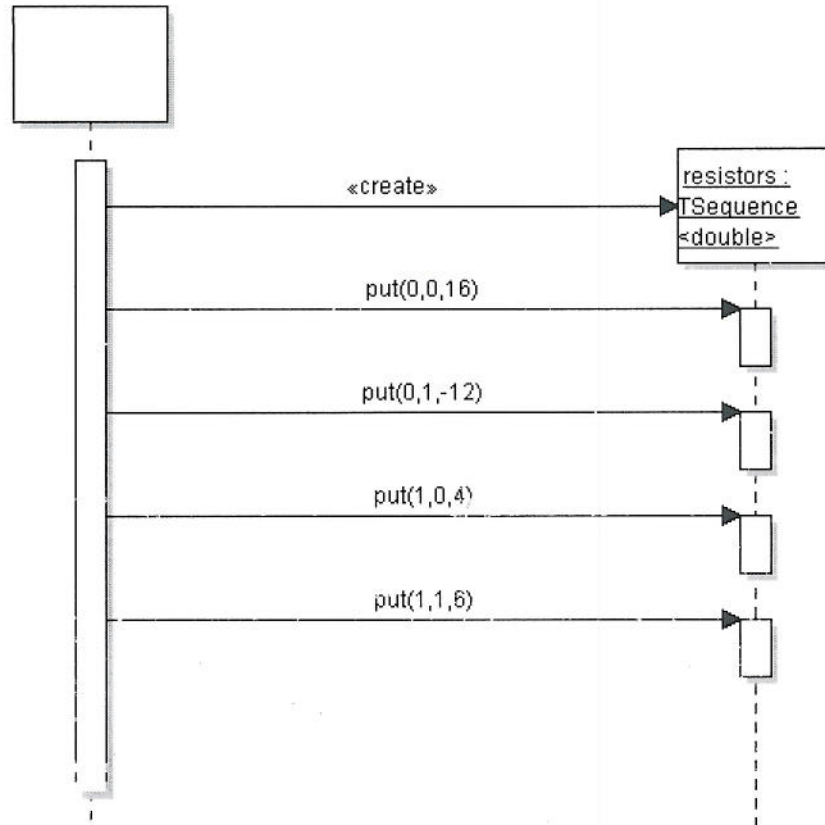 «create»
resistors :
TSequence
<double>
put(0,0,16)
put(0,1,-12)
put(1,0,4)
put(1,1,6)